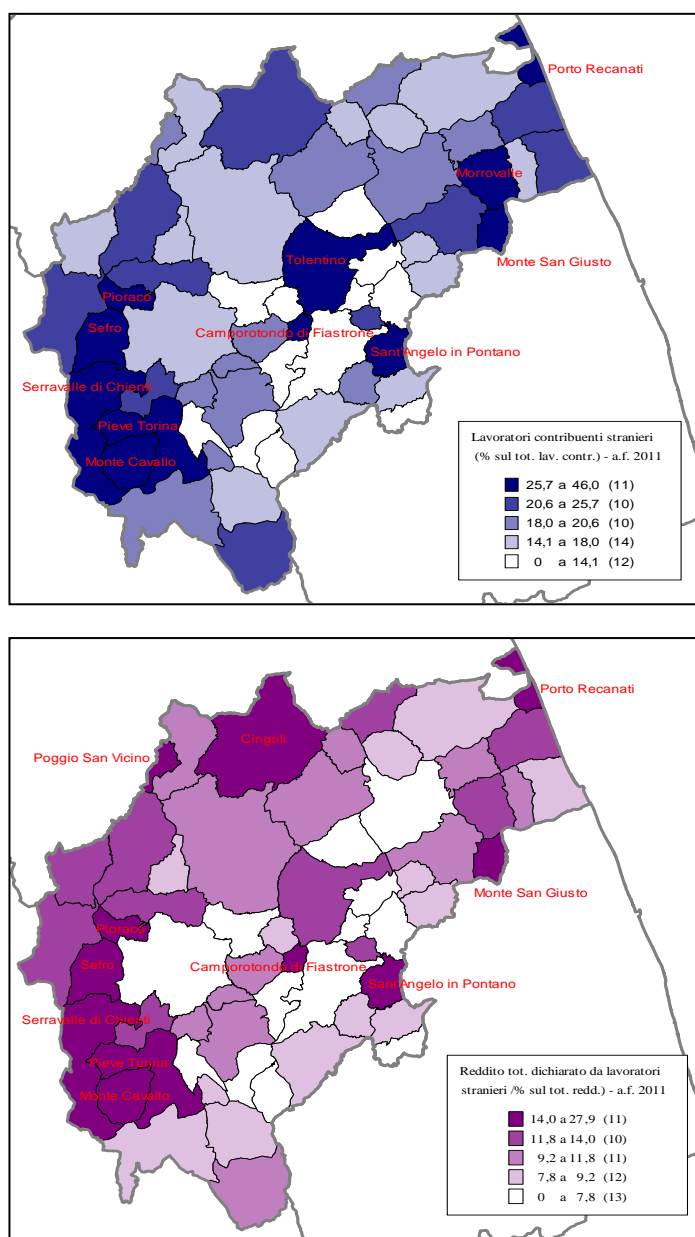 Porto Recanati
Morrovalle
Tolentino
Monte San Giusto
Pioraco
Sefro
Camporotondo di Fiastrone
Sant'Angelo in Pontano
Serravalle di Chienti
Pieve Torina
Monte Cavallo
Lavoratori contribuenti stranieri
(% sul tot. lav. contr.) - a.f. 2011
25,7 a 46,0 (11)
20,6 a 25,7 (10)
18,0 a 20,6 (10)
14,1 a 18,0 (14)
0 a 14,1 (12)
Porto Recanati
Cingoli
Poggio San Vicino
Monte San Giusto
Pioraco
Sefro
Camporotondo di Fiastrone
Sant'Angelo in Pontano
Serravalle di Chienti
Pieve Torina
Monte Cavallo
Reddito tot. dichiarato da lavoratori
stranieri /% sul tot. redd.) - a.f. 2011
14,0 a 27,9 (11)
11,8 a 14,0 (10)
9,2 a 11,8 (11)
7,8 a 9,2 (12)
0 a 7,8 (13)